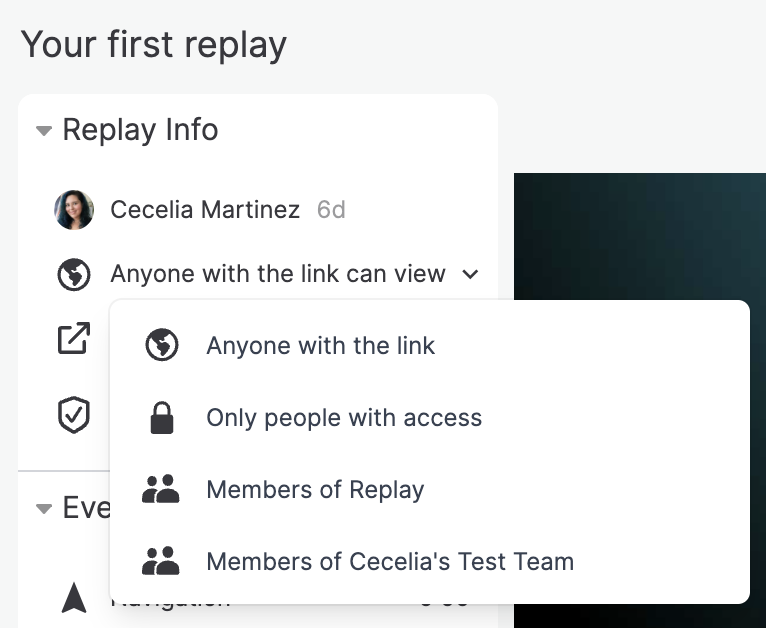 Your first replay
Replay Info
Cecelia Martinez 6d
Anyone with the link can view
Anyone with the link
Only people with access
Members of Replay
Members of Cecelia's Test Team
Eve